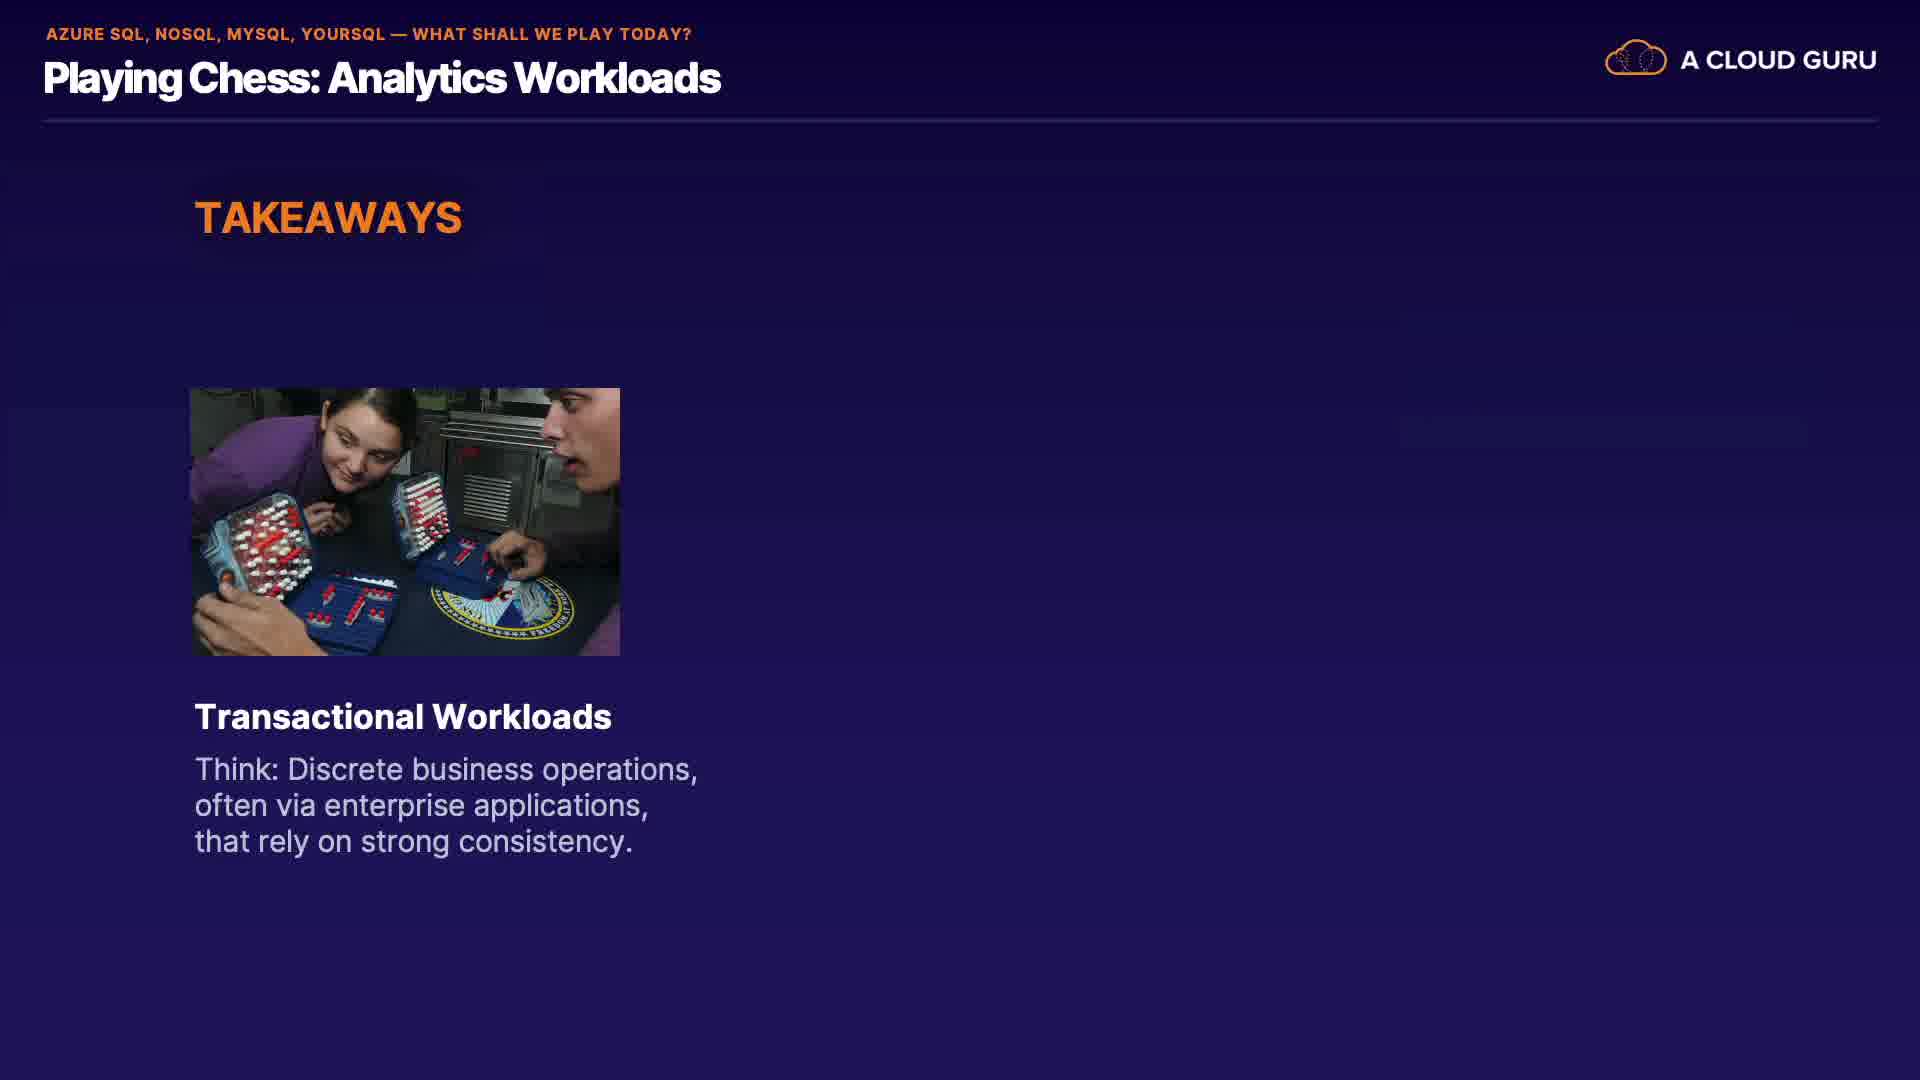 AZURE SQL, NOSQL, MYSQL, YOURSQL — WHAT SHALL WE PLAY TODAY?
Playing Chess: Analytics Workloads
A CLOUD GURU
TAKEAWAYS
Transactional Workloads
Think: Discrete business operations,
often via enterprise applications,
that rely on strong consistency.